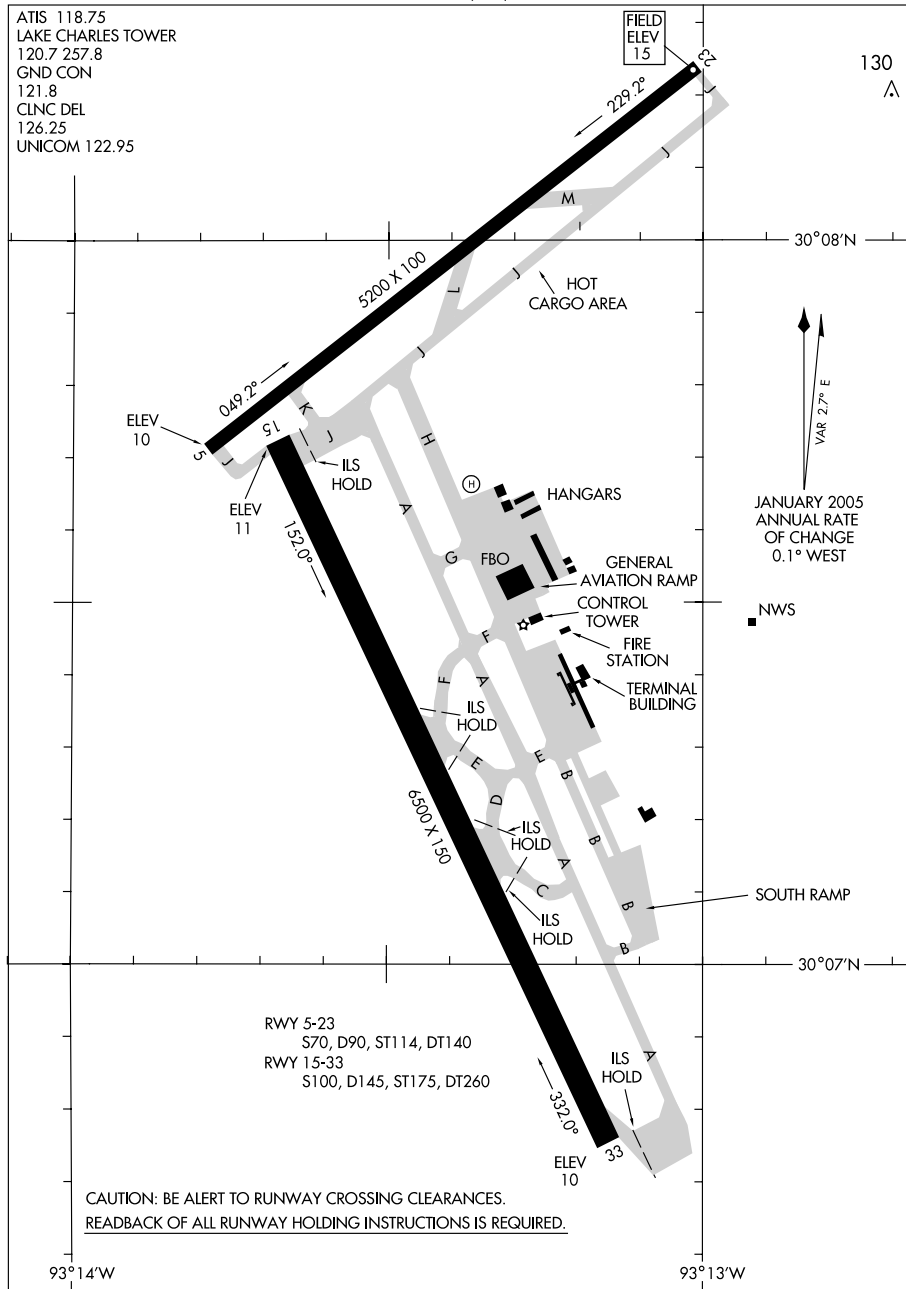 ATIS 118.75
LAKE CHARLES TOWER
120.7 257.8
GND CON
121.8
CLNC DEL
126.25
UNICOM 122.95
FIELD
ELEV
15
23
130
229.2°
J
J
M
30°08'N
J
HOT
CARGO AREA
L
5200 X 100
J
VAR 2.7° E
049.2°
K
J
H
15
ELEV
10
5
J
ILS
HOLD
ELEV
11
JANUARY 2005
ANNUAL RATE
OF CHANGE
0.1° WEST
H
HANGARS
A
152.0°
G
FBO
GENERAL
AVIATION RAMP
CONTROL
TOWER
NWS
F
FIRE
STATION
F
A
TERMINAL
BUILDING
ILS
HOLD
E
E
B
D
6500 X 150
ILS
HOLD
B
A
C
B
SOUTH RAMP
ILS
HOLD
B
30°07'N
RWY 5-23
S70, D90, ST114, DT140
RWY 15-33
S100, D145, ST175, DT260
A
ILS
HOLD
332.0°
33
ELEV
10
CAUTION: BE ALERT TO RUNWAY CROSSING CLEARANCES.
READBACK OF ALL RUNWAY HOLDING INSTRUCTIONS IS REQUIRED.
93°14'W
93°13'W